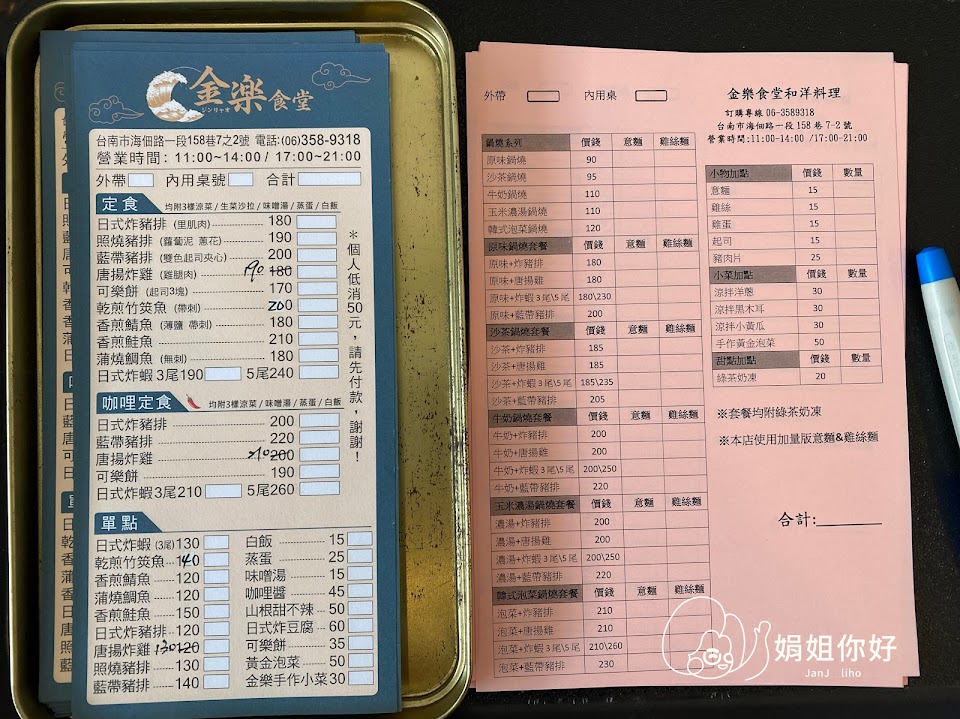 金樂食堂
ジンリャオ
台南市海佃路一段158巷7之2號 電話:(06)358-9318
營業時間: 11:00~14:00 / 17:00~21:00
外帶 內用桌號 合計
定食 均附3樣涼菜/生菜沙拉/味噌湯/蒸蛋/白飯
日式炸豬排 (里肌肉) 180
照燒豬排 (蘿蔔泥 蔥花) 190
藍帶豬排 (雙色起司夾心) 200
唐揚炸雞 (雞腿肉) 190 180
可樂餅 (起司3塊) 170
乾煎竹筴魚 (帶刺) 200
香煎鯖魚 (薄鹽 帶刺) 180
香煎鮭魚 210
蒲燒鯛魚 (無刺) 180
日式炸蝦 3尾190 5尾240
※個人低消50元,請先付款,謝謝!
咖哩定食 均附3樣涼菜/味噌湯/蒸蛋/白飯
日式炸豬排 200
藍帶豬排 220
唐揚炸雞 210 200
可樂餅 190
日式炸蝦 3尾210 5尾260
單點
日式炸蝦 (3尾) 130
乾煎竹筴魚 140
香煎鯖魚 120
蒲燒鯛魚 120
香煎鮭魚 150
日式炸豬排 120
唐揚炸雞 130 120
照燒豬排 130
藍帶豬排 140
白飯 15
蒸蛋 25
味噌湯 15
咖哩醬 45
山根甜不辣 50
日式炸豆腐 60
可樂餅 35
黃金泡菜 50
金樂手作小菜 30
外帶 內用桌
金樂食堂和洋料理
訂購專線 06-3589318
台南市海佃路一段 158 巷 7-2 號
營業時間:11:00-14:00 /17:00-21:00
鍋燒系列 價錢 意麵 雞絲麵
原味鍋燒 90
沙茶鍋燒 95
牛奶鍋燒 110
玉米濃湯鍋燒 110
韓式泡菜鍋燒 120
原味鍋燒套餐 價錢 意麵 雞絲麵
原味+炸豬排 180
原味+唐揚雞 180
原味+炸蝦 3 尾\5 尾 180\230
原味+藍帶豬排 200
沙茶鍋燒套餐 價錢 意麵 雞絲麵
沙茶+炸豬排 185
沙茶+唐揚雞 185
沙茶+炸蝦 3 尾\5 尾 185\235
沙茶+藍帶豬排 205
牛奶鍋燒套餐 價錢 意麵 雞絲麵
牛奶+炸豬排 200
牛奶+唐揚雞 200
牛奶+炸蝦 3 尾\5 尾 200\250
牛奶+藍帶豬排 220
玉米濃湯鍋燒套餐 價錢 意麵 雞絲麵
濃湯+炸豬排 200
濃湯+唐揚雞 200
濃湯+炸蝦 3 尾\5 尾 200\250
濃湯+藍帶豬排 220
韓式泡菜鍋燒套餐 價錢 意麵 雞絲麵
泡菜+炸豬排 210
泡菜+唐揚雞 210
泡菜+炸蝦 3 尾\5 尾 210\260
泡菜+藍帶豬排 230
小物加點 價錢 數量
意麵 15
雞絲 15
雞蛋 15
起司 15
豬肉片 25
小菜加點 價錢 數量
涼拌洋蔥 30
涼拌黑木耳 30
涼拌小黃瓜 30
手作黃金泡菜 50
甜點加點 價錢 數量
綠茶奶凍 20
※套餐均附綠茶奶凍
※本店使用加量版意麵&雞絲麵
合計:
娟姐你好
JanJ liho